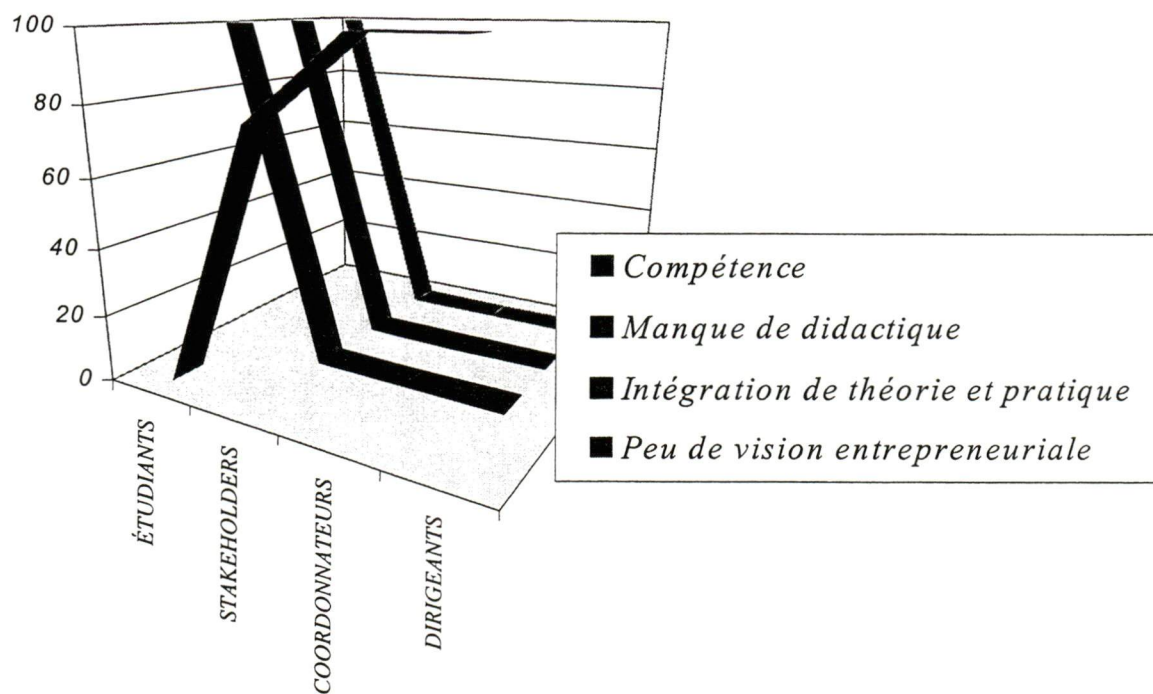 100
80
60
40
20
0
ÉTUDIANTS
STAKEHOLDERS
COORDONNATEURS
DIRIGEANTS
Compétence
Manque de didactique
Intégration de théorie et pratique
Peu de vision entrepreneuriale